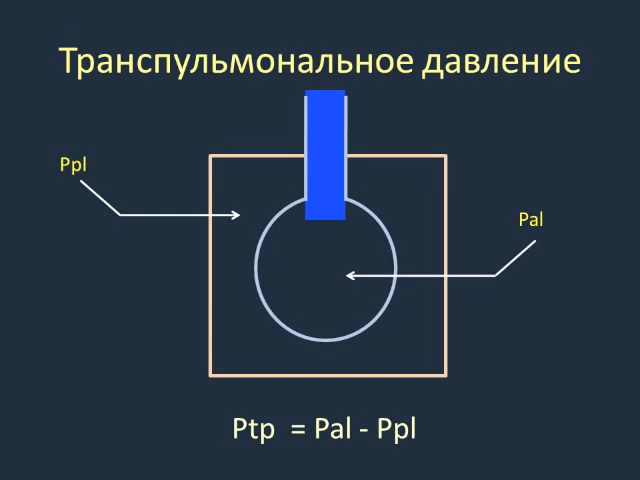 Транспульмональное давление
Ppl
Pal
Ptp = Pal - Ppl